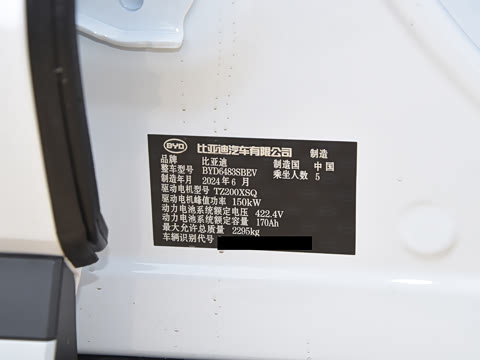 BYD 比亚迪汽车有限公司 制造
品牌 比亚迪 制造国 中国
整车型号 BYD6483SBEV 乘坐人数 5
制造年月 2024年6月
驱动电机型号 TZ200XSQ
驱动电机峰值功率 150kW
动力电池系统额定电压 422.4V
动力电池系统额定容量 170Ah
最大允许总质量 2295kg
车辆识别代号